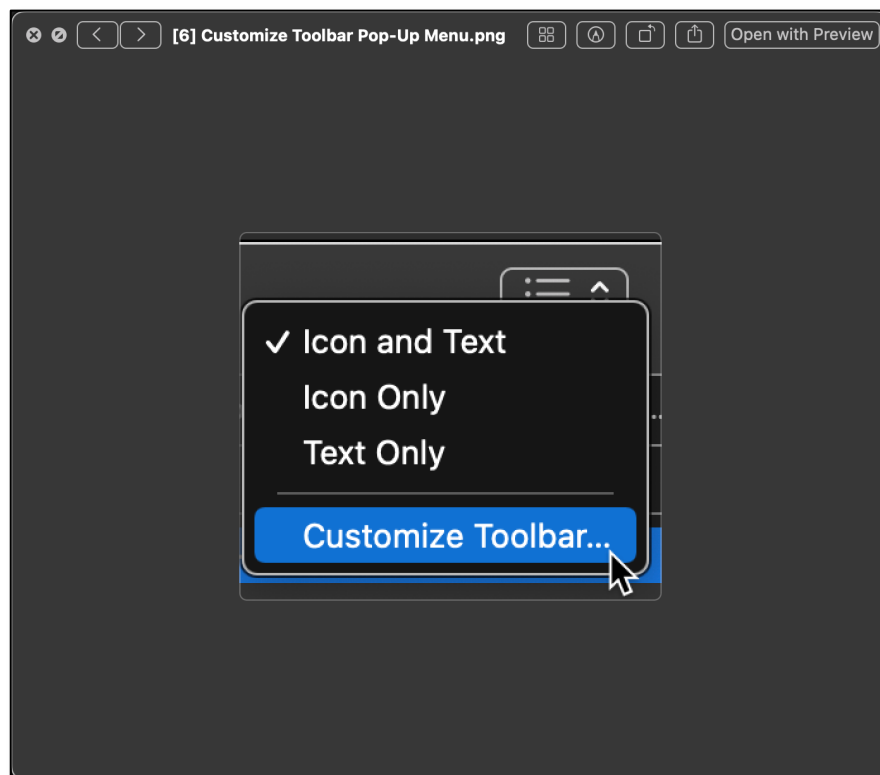 [6] Customize Toolbar Pop-Up Menu.png Open with Preview
Icon and Text
Icon Only
Text Only
Customize Toolbar...